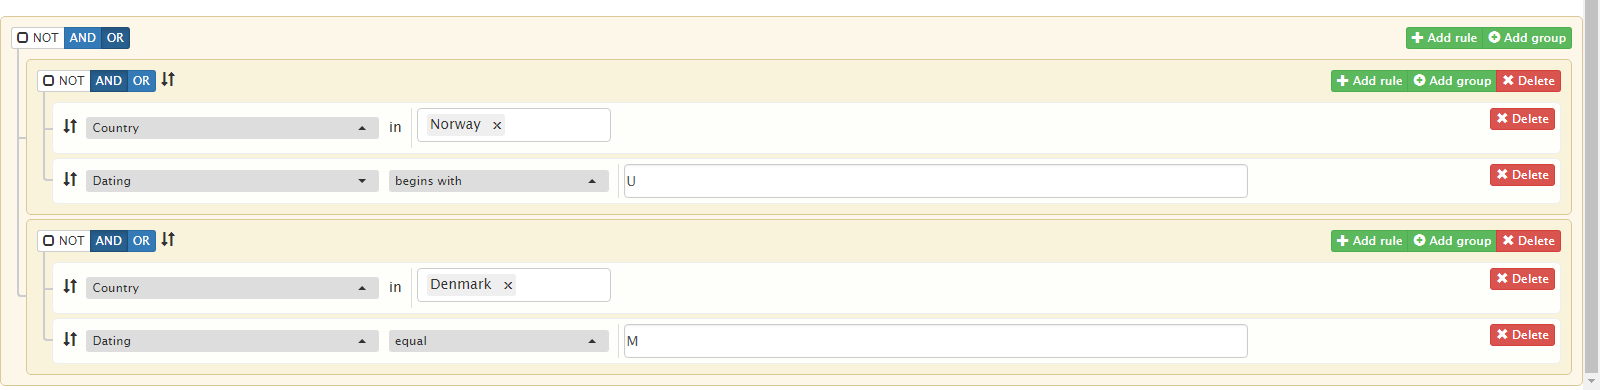 NOT AND OR Add rule Add group
NOT AND OR Add rule Add group Delete
Country in Norway × Delete
Dating begins with U Delete
NOT AND OR Add rule Add group Delete
Country in Denmark × Delete
Dating equal M Delete